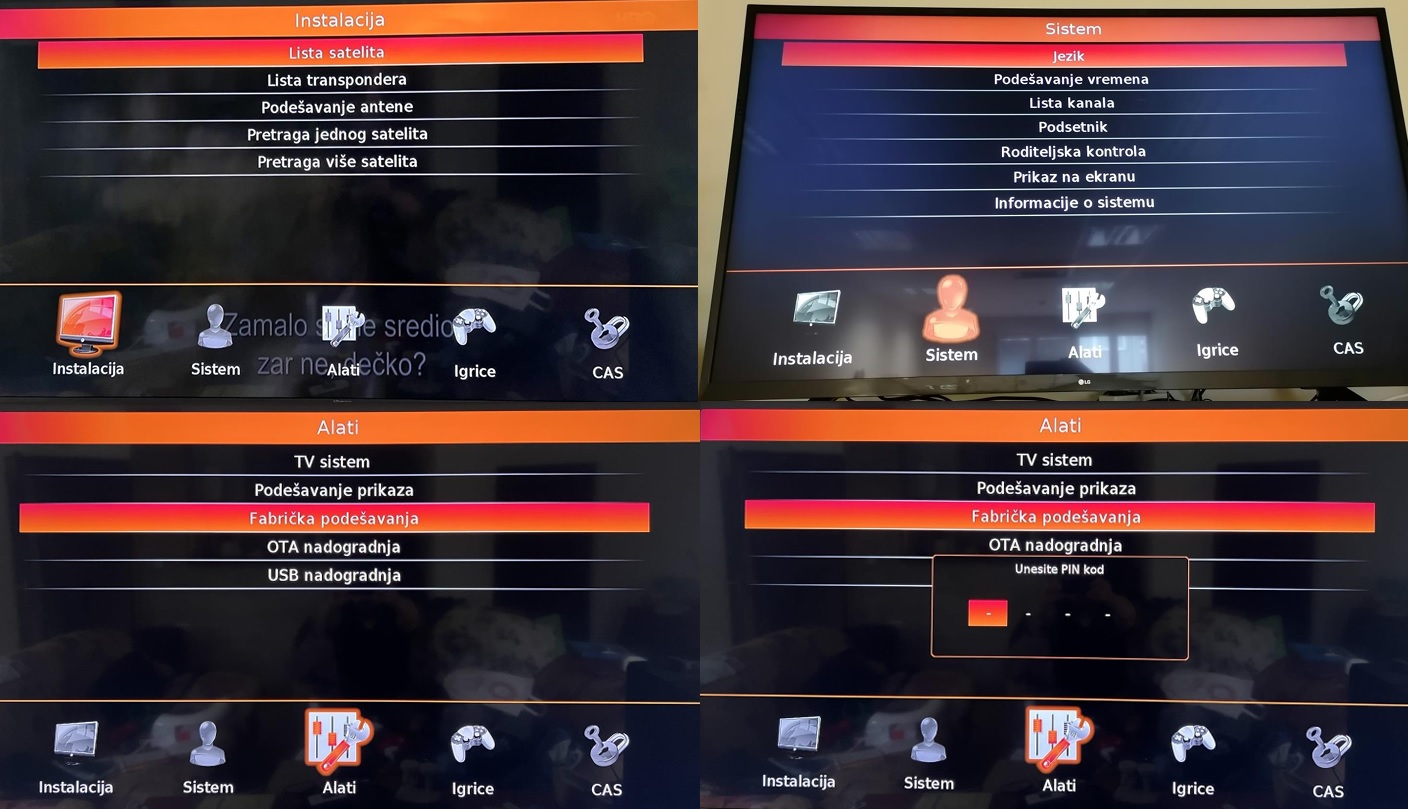 Instalacija
Lista satelita
Lista transpondera
Podešavanje antene
Pretraga jednog satelita
Pretraga više satelita
Zamalo sredio
zar ne, dečko?
Instalacija
Sistem
Alati
Igrice
CAS
Sistem
Jezik
Podešavanje vremena
Lista kanala
Podsetnik
Roditeljska kontrola
Prikaz na ekranu
Informacije o sistemu
Instalacija
Sistem
Alati
Igrice
CAS
LG
Alati
TV sistem
Podešavanje prikaza
Fabrička podešavanja
OTA nadogradnja
USB nadogradnja
Instalacija
Sistem
Alati
Igrice
CAS
Alati
TV sistem
Podešavanje prikaza
Fabrička podešavanja
OTA nadogradnja
Unesite PIN kod
- - - -
Instalacija
Sistem
Alati
Igrice
CAS